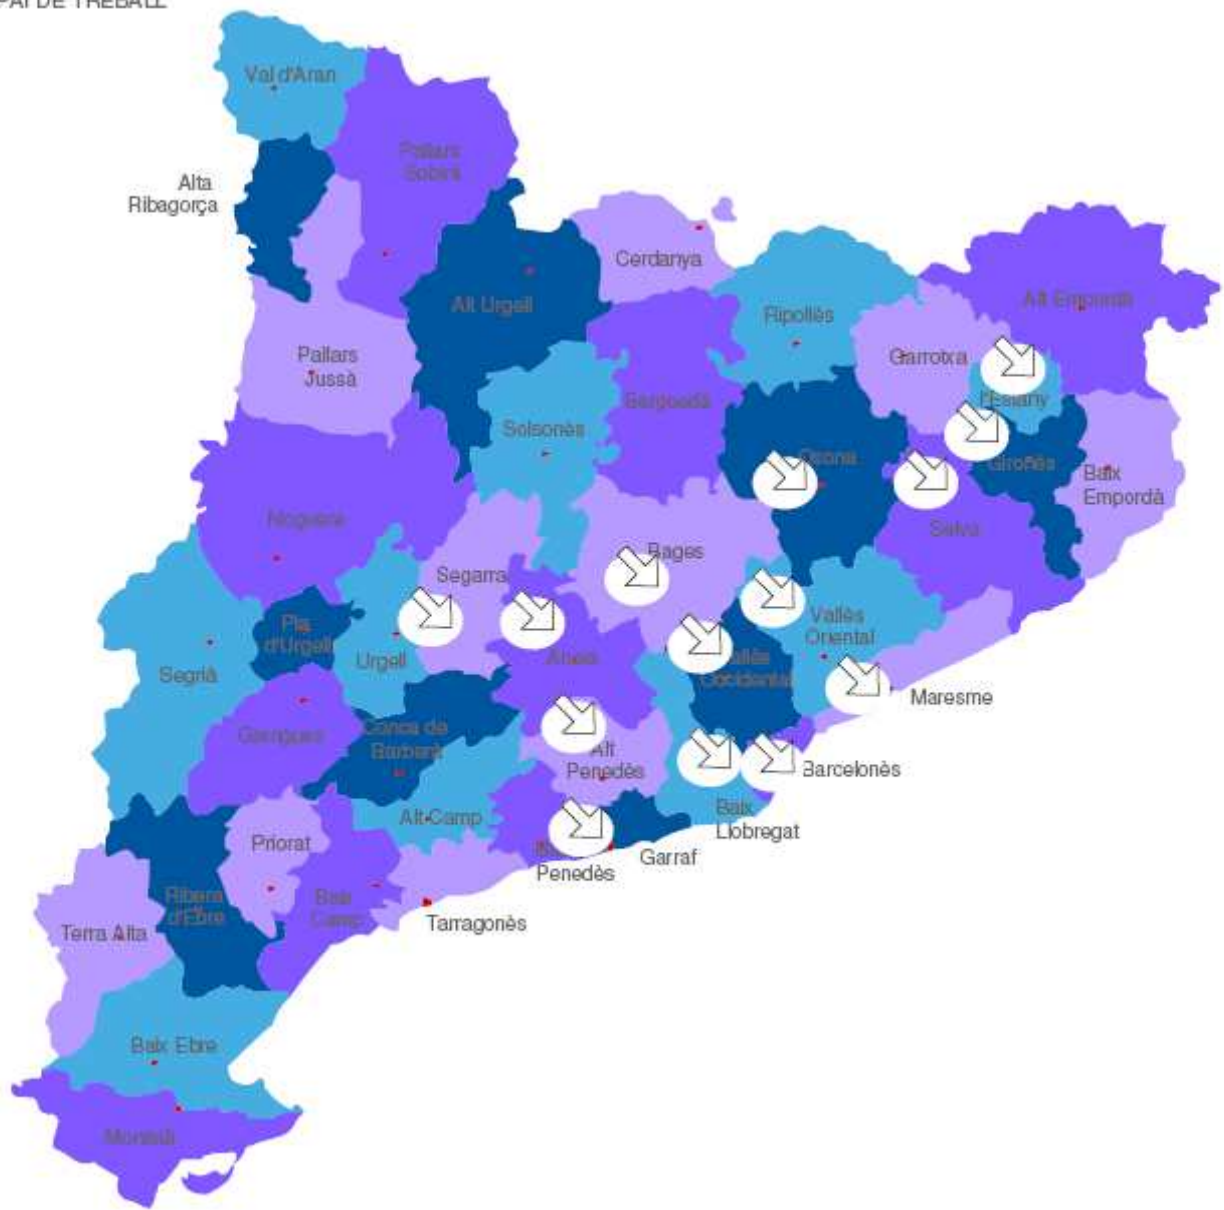 PAI DE TREBALL
Val d'Aran
Pallars
Sobirà
Alta
Ribagorça
Cerdanya
Alt Urgell
Ripollès
Alt Empordà
Garrotxa
Pallars
Jussà
l'Estany
Berguedà
Solsonès
Osona
Gironès
Baix
Empordà
Noguera
Selva
Bages
Segarra
Pla
d'Urgell
Vallès
Oriental
Urgell
Anoia
Segrià
Vallès
Occidental
Maresme
Garrigues
Conca de
Barberà
Alt
Penedès
Barcelonès
Alt Camp
Baix
Llobregat
Priorat
Penedès
Garraf
Ribera
d'Ebre
Baix
Camp
Tarragonès
Terra Alta
Baix Ebre
Montsià